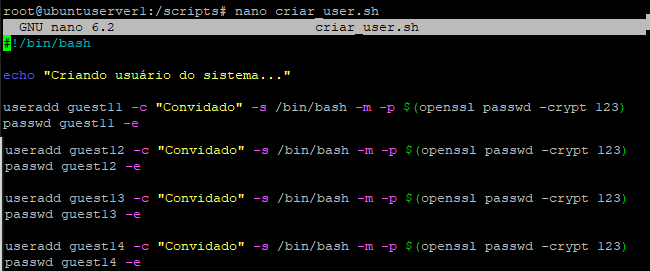 root@ubuntuserver1:/scripts# nano criar_user.sh
GNU nano 6.2 criar_user.sh
#!/bin/bash
echo "Criando usuário do sistema..."
useradd guest11 -c "Convidado" -s /bin/bash -m -p $(openssl passwd -crypt 123)
passwd guest11 -e
useradd guest12 -c "Convidado" -s /bin/bash -m -p $(openssl passwd -crypt 123)
passwd guest12 -e
useradd guest13 -c "Convidado" -s /bin/bash -m -p $(openssl passwd -crypt 123)
passwd guest13 -e
useradd guest14 -c "Convidado" -s /bin/bash -m -p $(openssl passwd -crypt 123)
passwd guest14 -e